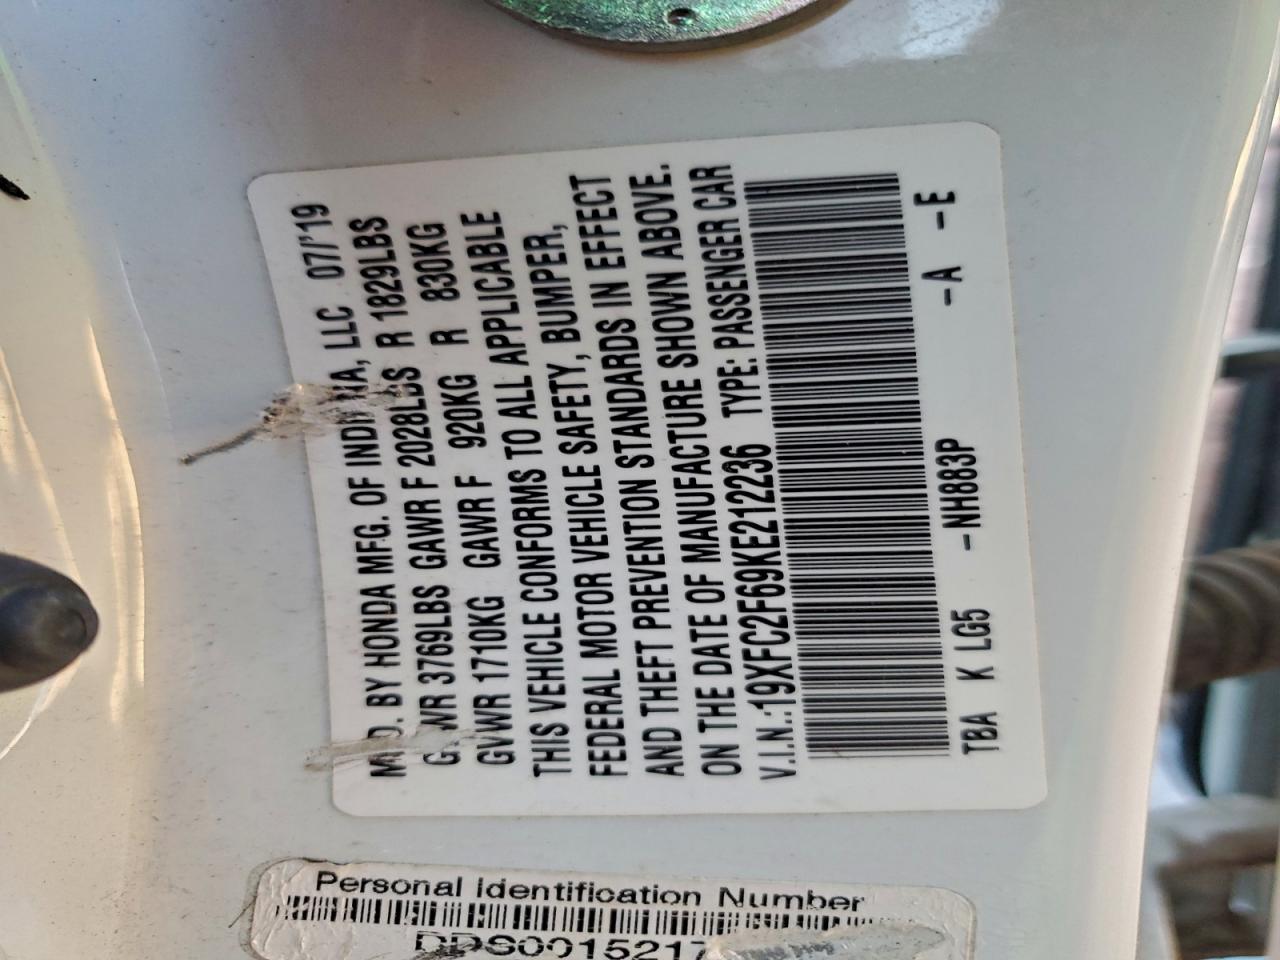 MFD. BY HONDA MFG. OF INDIANA, LLC 07/'19
GVWR 3769LBS GAWR F 2028LBS R 1829LBS
GVWR 1710KG GAWR F 920KG R 830KG
THIS VEHICLE CONFORMS TO ALL APPLICABLE
FEDERAL MOTOR VEHICLE SAFETY, BUMPER,
AND THEFT PREVENTION STANDARDS IN EFFECT
ON THE DATE OF MANUFACTURE SHOWN ABOVE.
V.I.N.:19XFC2F69KE212236 TYPE: PASSENGER CAR
TBA K LG5 -NH883P -A -E
Personal Identification Number